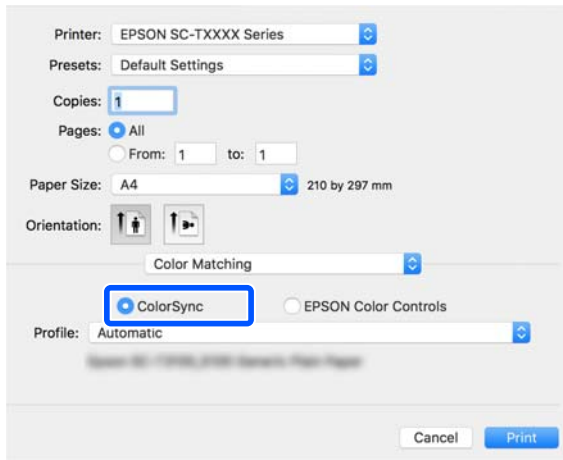 Printer: EPSON SC-TXXXX Series
Presets: Default Settings
Copies: 1
Pages: All
From: 1 to: 1
Paper Size: A4 210 by 297 mm
Orientation:
Color Matching
ColorSync EPSON Color Controls
Profile: Automatic
Cancel Print